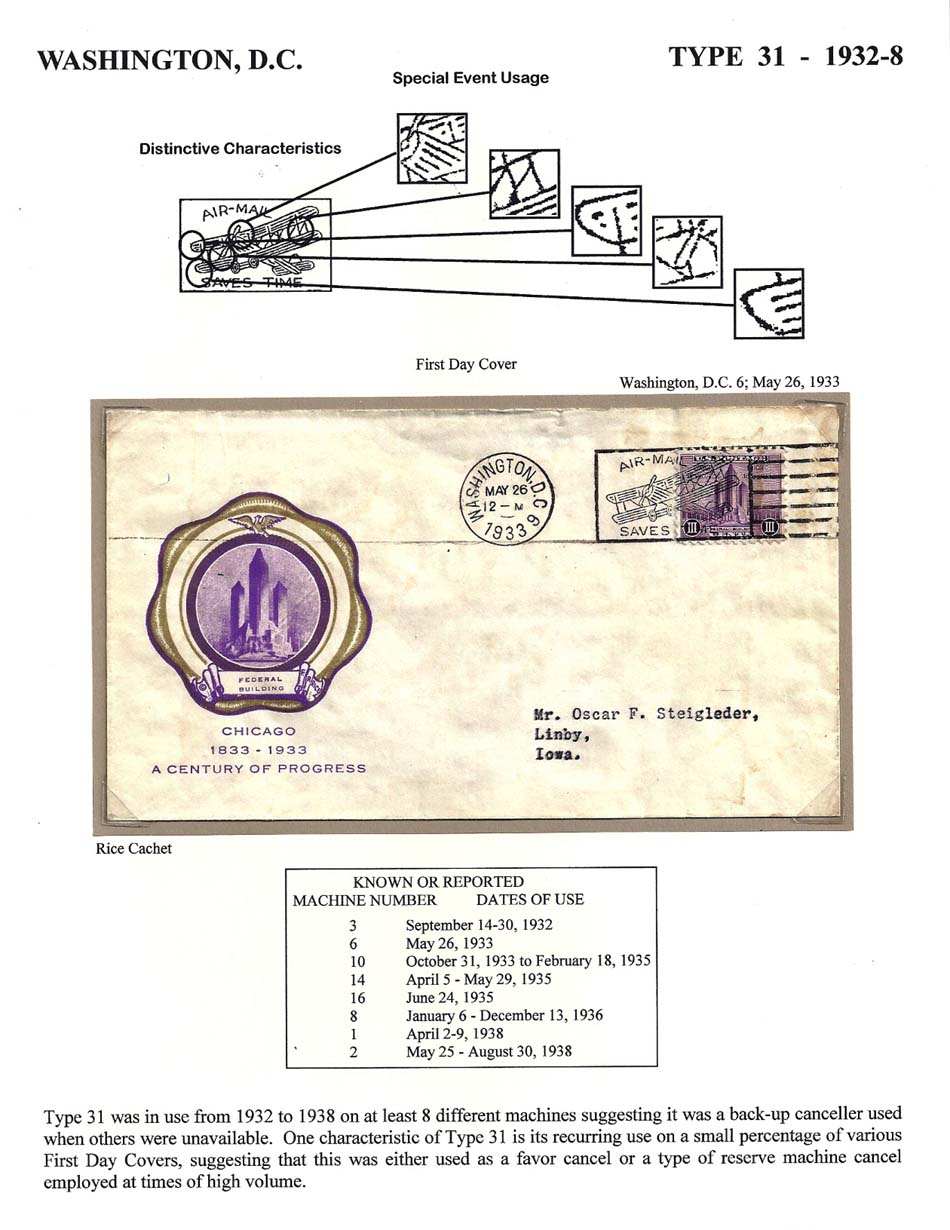 WASHINGTON, D.C.
TYPE 31 - 1932-8
Special Event Usage
Distinctive Characteristics
AIR-MAIL
SAVES TIME
First Day Cover
Washington, D.C. 6; May 26, 1933
WASHINGTON, D.C.
MAY 26
12 - M
1933
6
AIR-MAIL
SAVES
III III
FEDERAL
BUILDING
CHICAGO
1833 - 1933
A CENTURY OF PROGRESS
Mr. Oscar F. Steigleder,
Linby,
Iowa.
Rice Cachet
KNOWN OR REPORTED
MACHINE NUMBER DATES OF USE
3 September 14-30, 1932
6 May 26, 1933
10 October 31, 1933 to February 18, 1935
14 April 5 - May 29, 1935
16 June 24, 1935
8 January 6 - December 13, 1936
1 April 2-9, 1938
2 May 25 - August 30, 1938
Type 31 was in use from 1932 to 1938 on at least 8 different machines suggesting it was a back-up canceller used
when others were unavailable. One characteristic of Type 31 is its recurring use on a small percentage of various
First Day Covers, suggesting that this was either used as a favor cancel or a type of reserve machine cancel
employed at times of high volume.